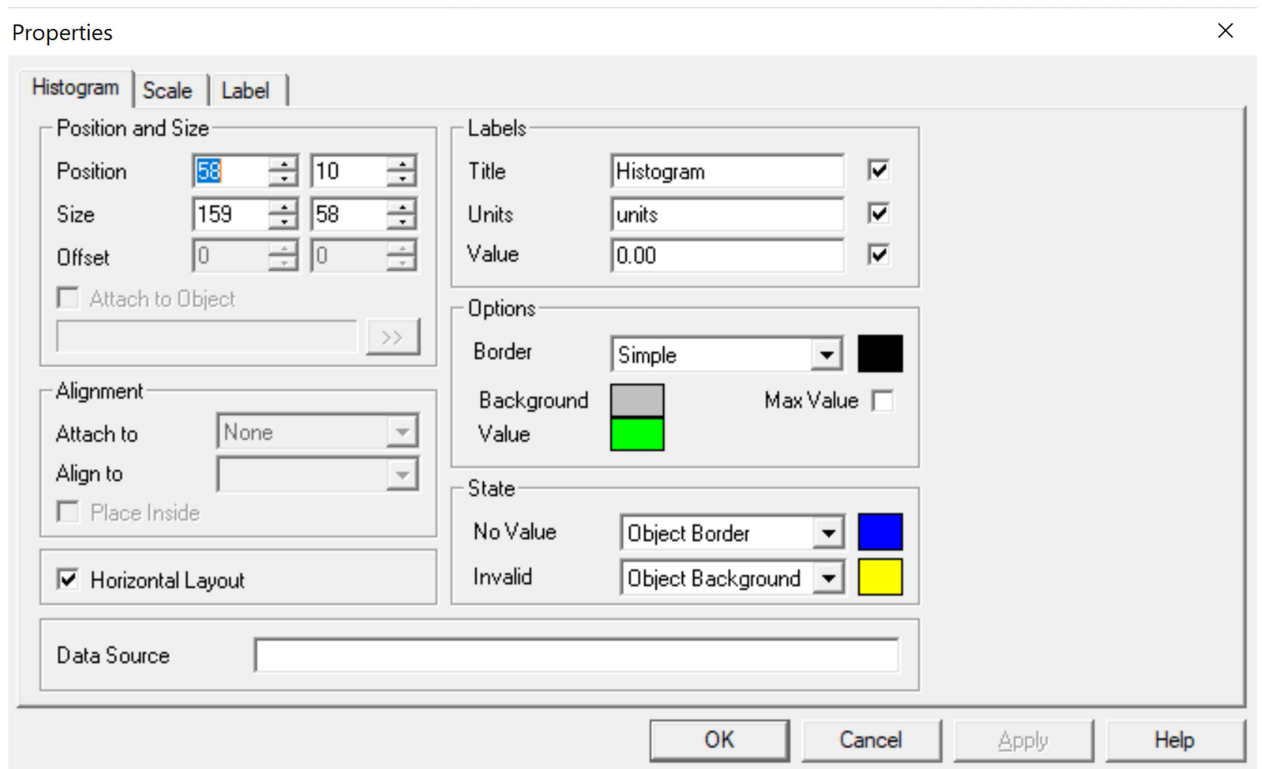 Properties
Histogram Scale Label
Position and Size
Position 58 10
Size 159 58
Offset 0 0
Attach to Object
>>
Alignment
Attach to None
Align to
Place Inside
Horizontal Layout
Labels
Title Histogram
Units units
Value 0.00
Options
Border Simple
Background Max Value
Value
State
No Value Object Border
Invalid Object Background
Data Source
OK Cancel Apply Help